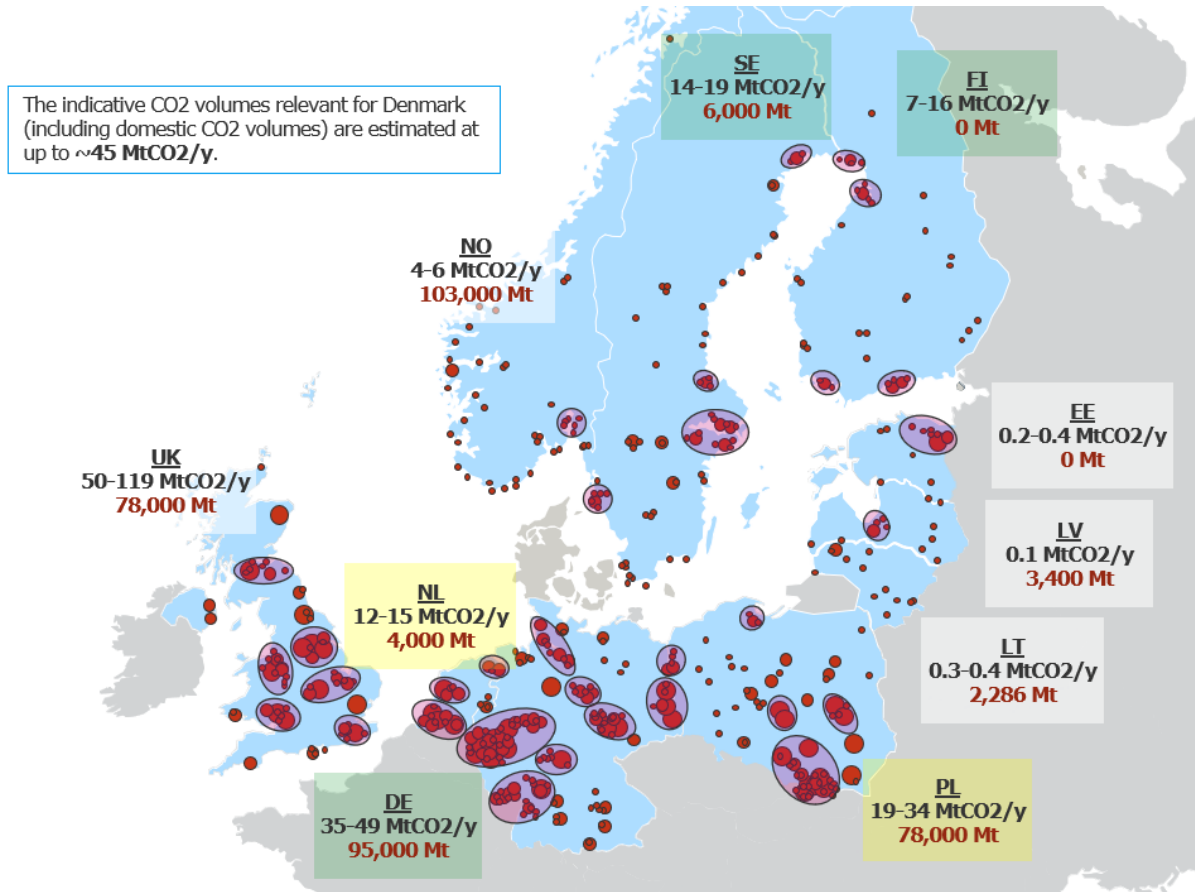 The indicative CO2 volumes relevant for Denmark
(including domestic CO2 volumes) are estimated at
up to ~45 MtCO2/y.
SE
14-19 MtCO2/y
6,000 Mt
FI
7-16 MtCO2/y
0 Mt
NO
4-6 MtCO2/y
103,000 Mt
EE
0.2-0.4 MtCO2/y
0 Mt
UK
50-119 MtCO2/y
78,000 Mt
LV
0.1 MtCO2/y
3,400 Mt
NL
12-15 MtCO2/y
4,000 Mt
LT
0.3-0.4 MtCO2/y
2,286 Mt
DE
35-49 MtCO2/y
95,000 Mt
PL
19-34 MtCO2/y
78,000 Mt